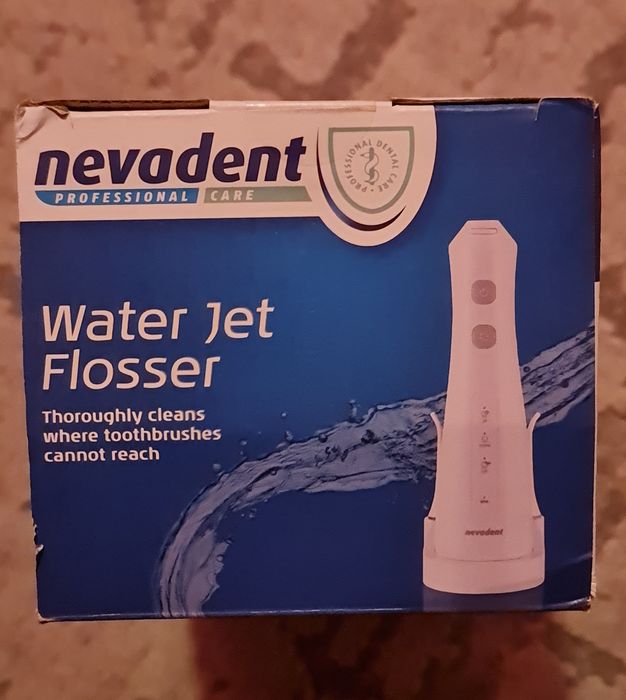 nevadent
PROFESSIONAL CARE
PROFESSIONAL DENTAL CARE •
Water Jet
Flosser
Thoroughly cleans
where toothbrushes
cannot reach
nevadent